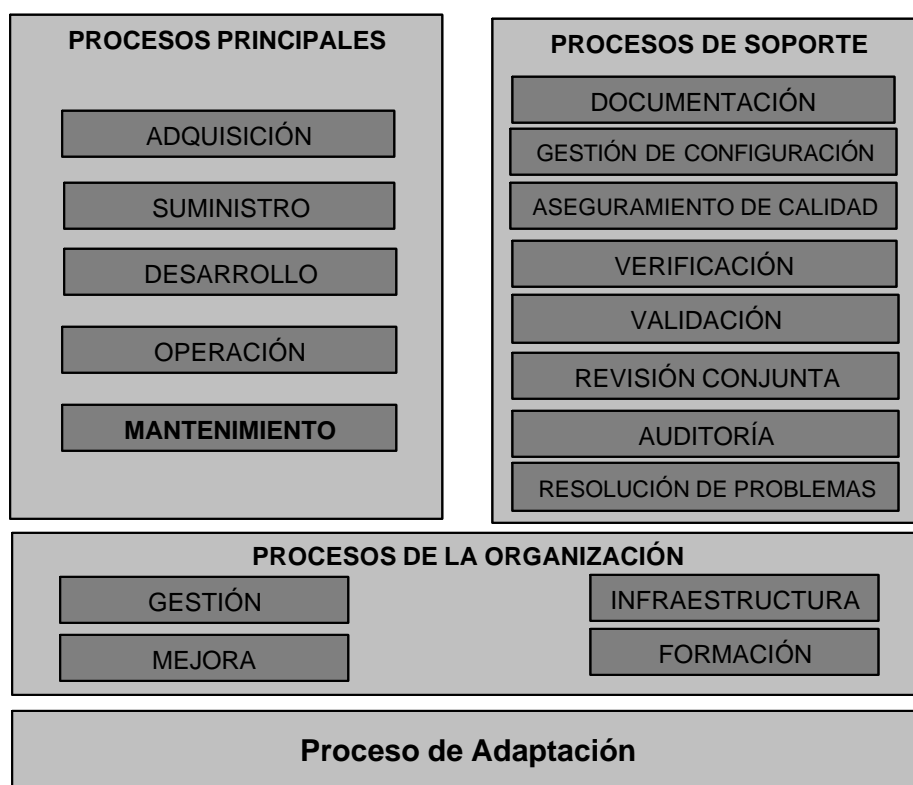 PROCESOS PRINCIPALES
ADQUISICIÓN
SUMINISTRO
DESARROLLO
OPERACIÓN
MANTENIMIENTO
PROCESOS DE SOPORTE
DOCUMENTACIÓN
GESTIÓN DE CONFIGURACIÓN
ASEGURAMIENTO DE CALIDAD
VERIFICACIÓN
VALIDACIÓN
REVISIÓN CONJUNTA
AUDITORÍA
RESOLUCIÓN DE PROBLEMAS
PROCESOS DE LA ORGANIZACIÓN
GESTIÓN
INFRAESTRUCTURA
MEJORA
FORMACIÓN
Proceso de Adaptación